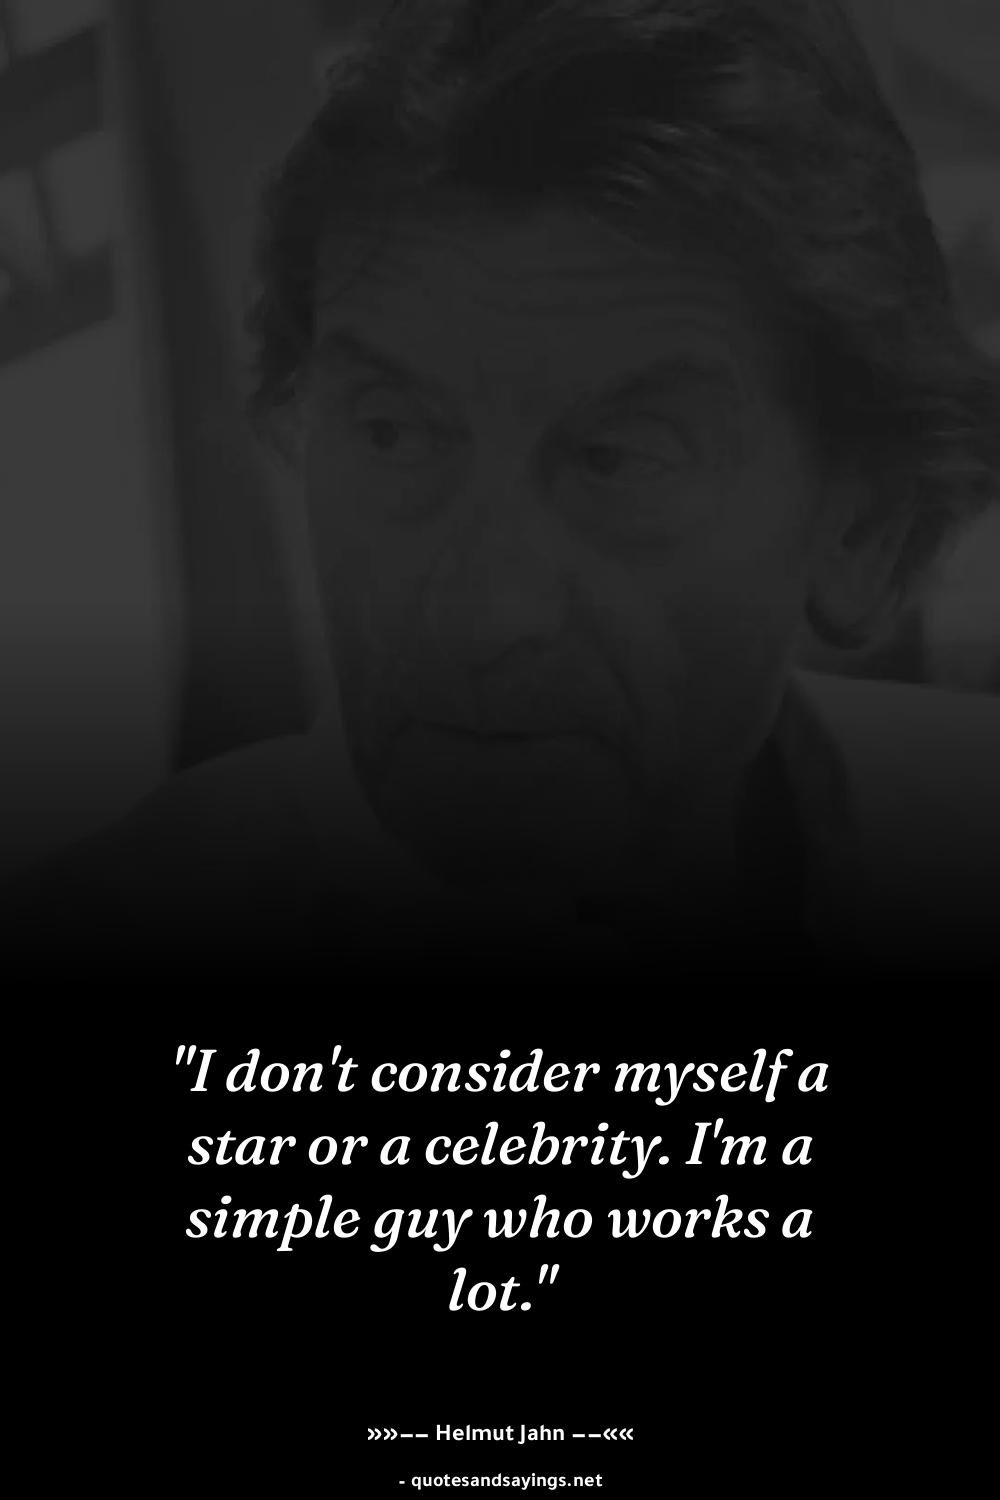 "I don't consider myself a
star or a celebrity. I'm a
simple guy who works a
lot."
»»–– Helmut Jahn ––««
- quotesandsayings.net